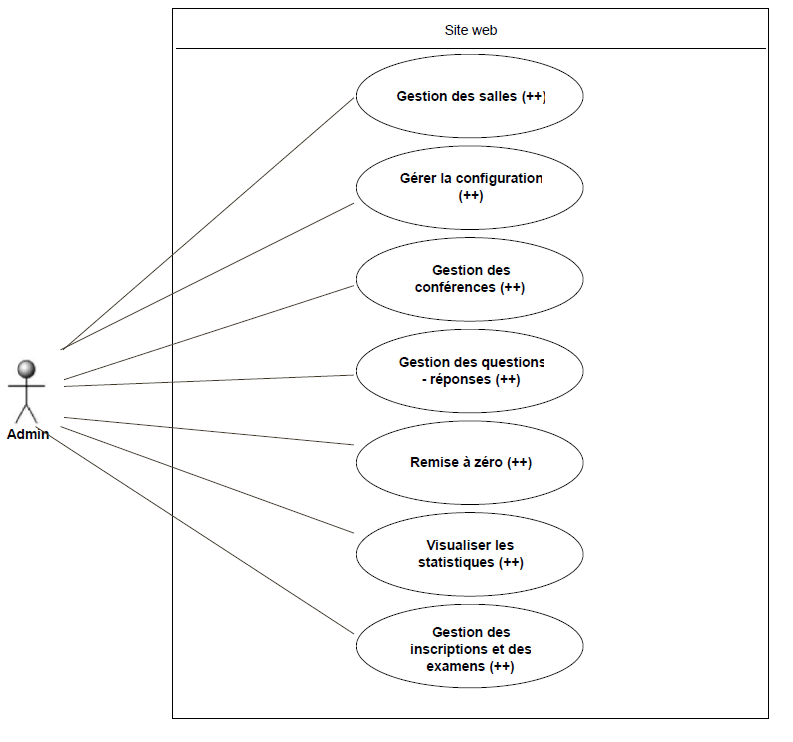 Site web
Gestion des salles (++)
Gérer la configuration
(++)
Gestion des
conférences (++)
Gestion des questions
- réponses (++)
Admin
Remise à zéro (++)
Visualiser les
statistiques (++)
Gestion des
inscriptions et des
examens (++)